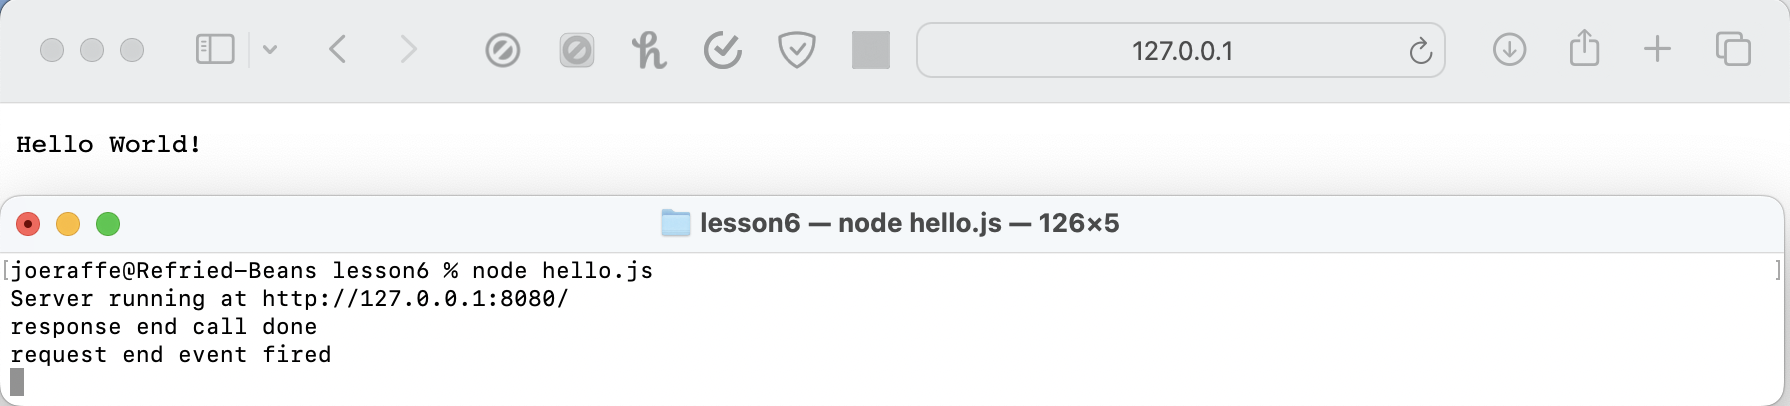 127.0.0.1
Hello World!
lesson6 — node hello.js — 126×5
[joeraffe@Refried-Beans lesson6 % node hello.js ]
Server running at http://127.0.0.1:8080/
response end call done
request end event fired